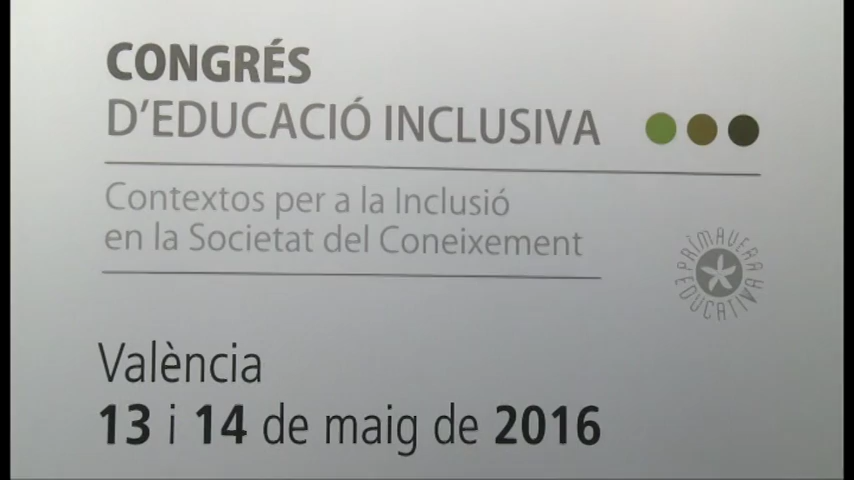 CONGRÉS
D'EDUCACIÓ INCLUSIVA
Contextos per a la Inclusió
en la Societat del Coneixement
PRIMAVERA
EDUCATIVA
València
13 i 14 de maig de 2016